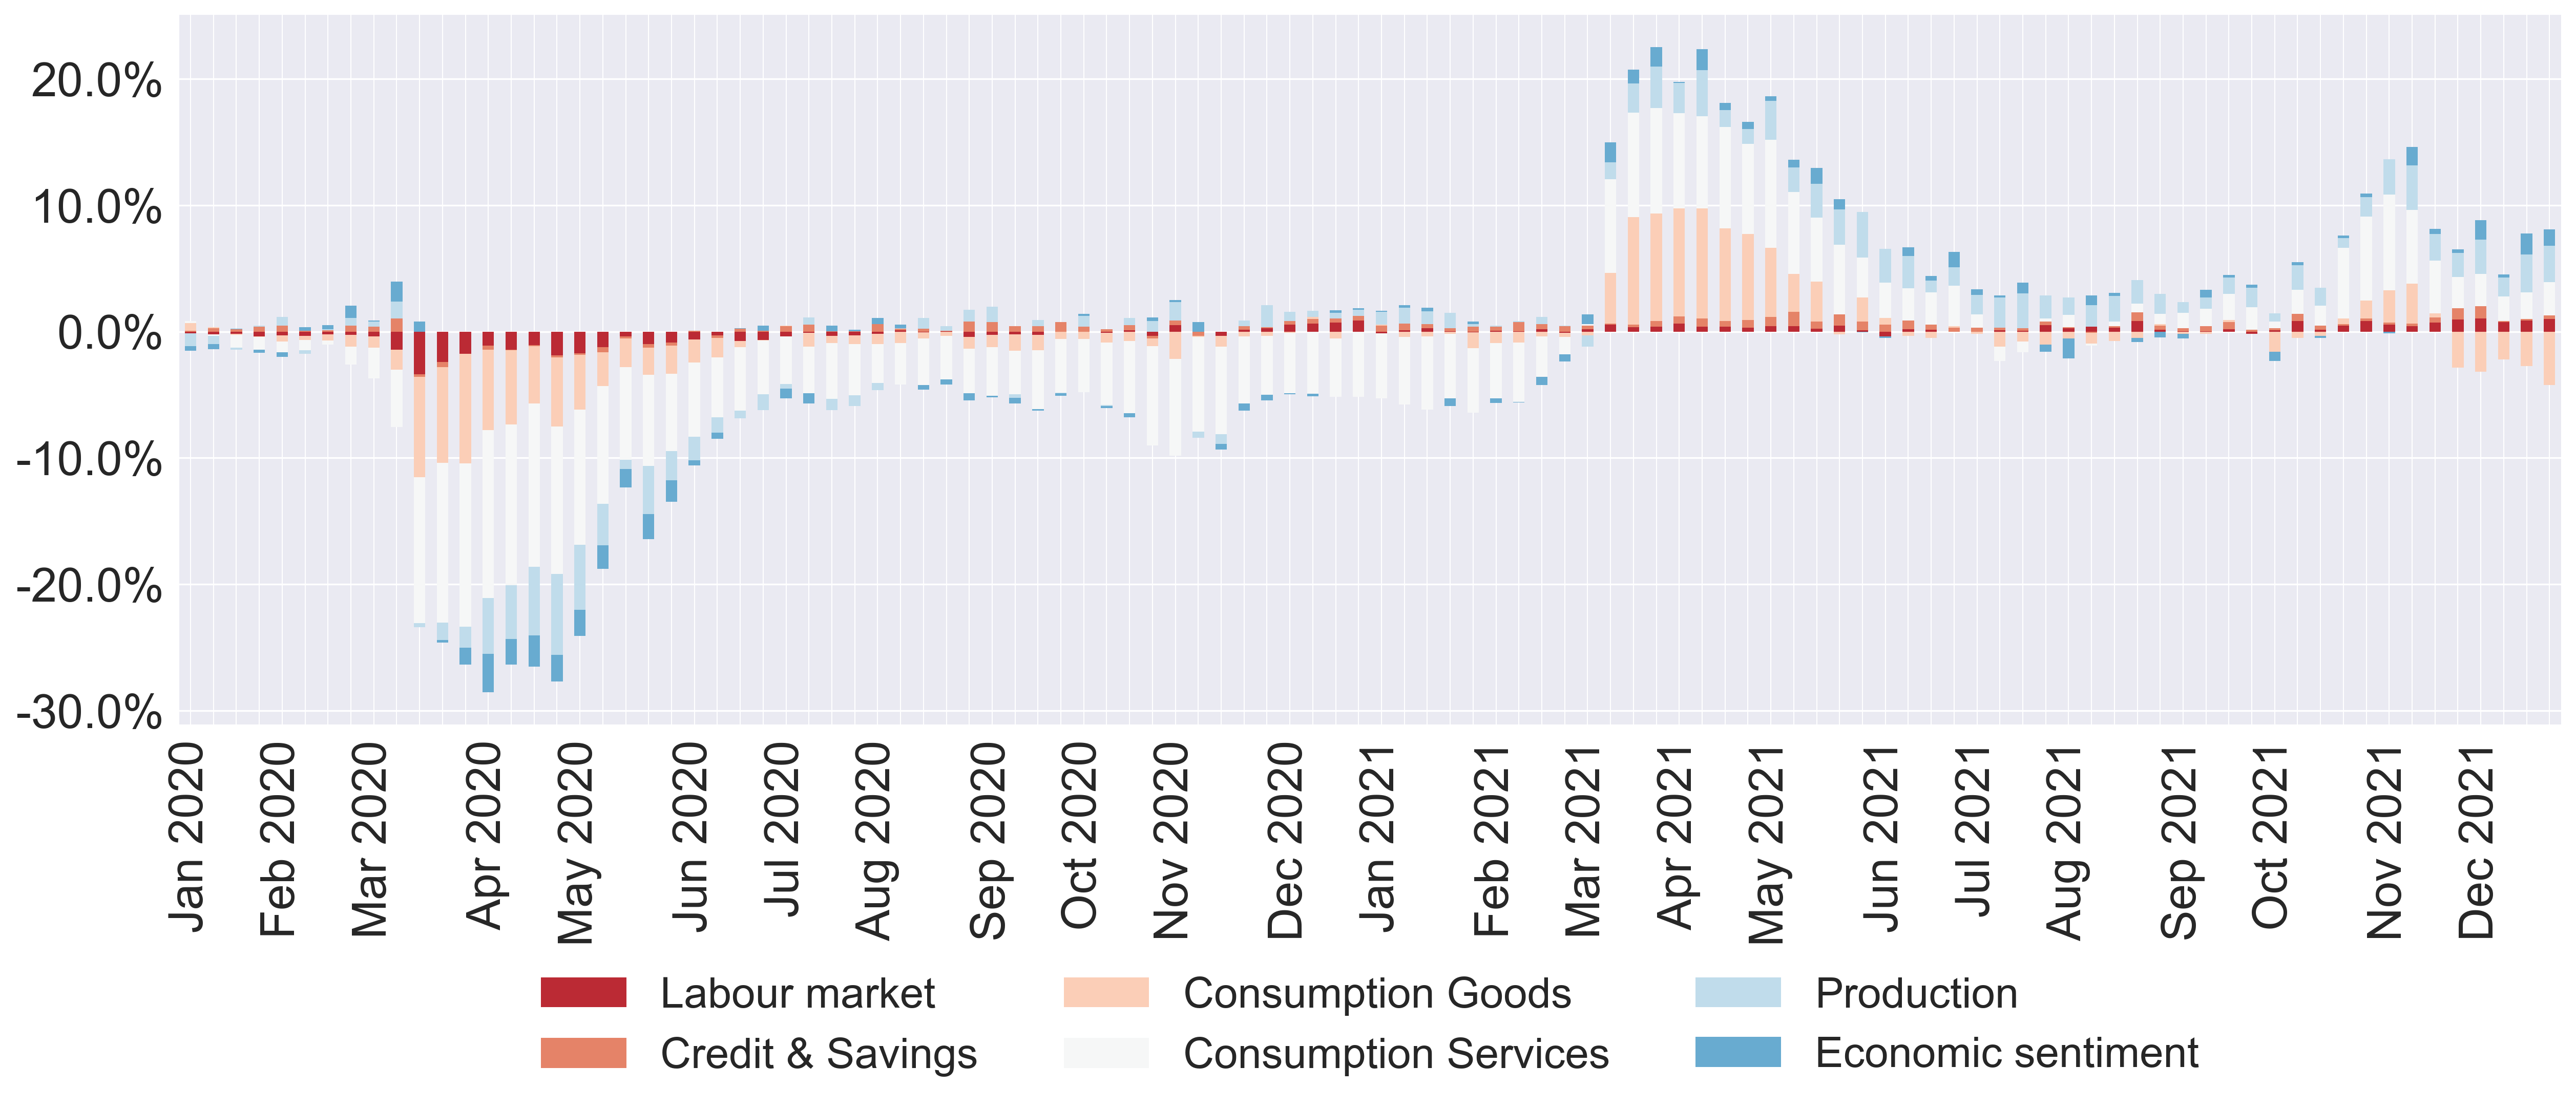 20.0%
10.0%
0.0%
-10.0%
-20.0%
-30.0%
Jan 2020
Feb 2020
Mar 2020
Apr 2020
May 2020
Jun 2020
Jul 2020
Aug 2020
Sep 2020
Oct 2020
Nov 2020
Dec 2020
Jan 2021
Feb 2021
Mar 2021
Apr 2021
May 2021
Jun 2021
Jul 2021
Aug 2021
Sep 2021
Oct 2021
Nov 2021
Dec 2021
Labour market
Credit & Savings
Consumption Goods
Consumption Services
Production
Economic sentiment